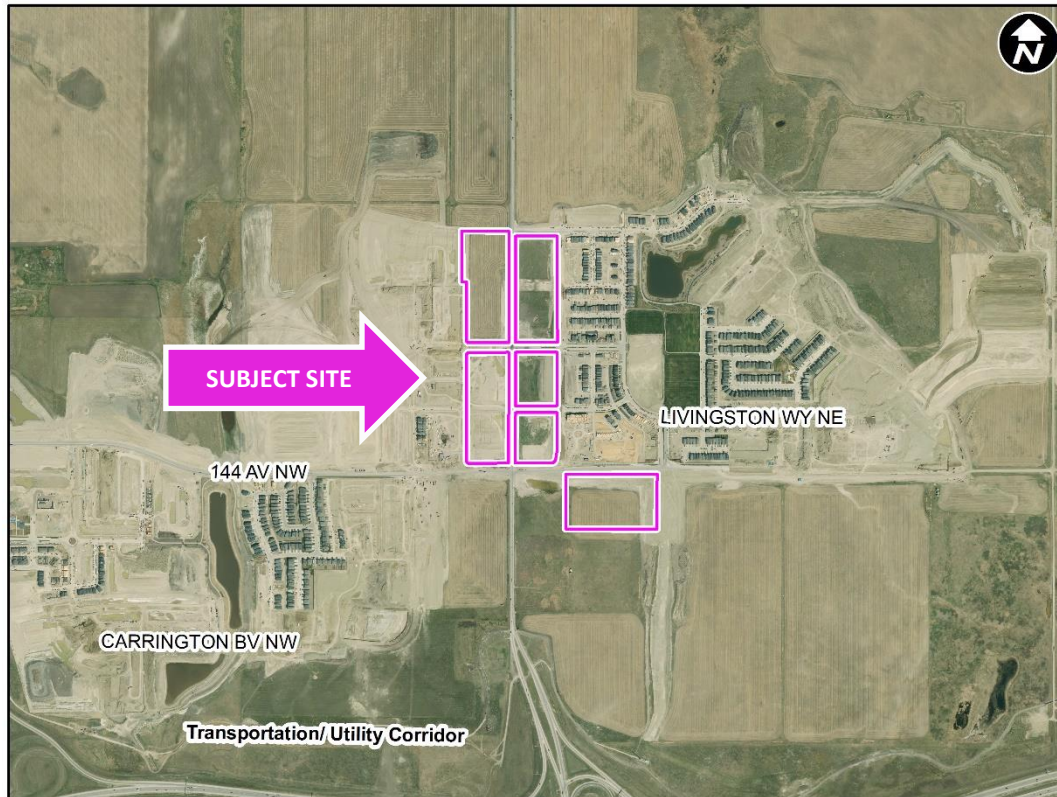 N
SUBJECT SITE
LIVINGSTON WY NE
144 AV NW
CARRINGTON BV NW
Transportation/ Utility Corridor